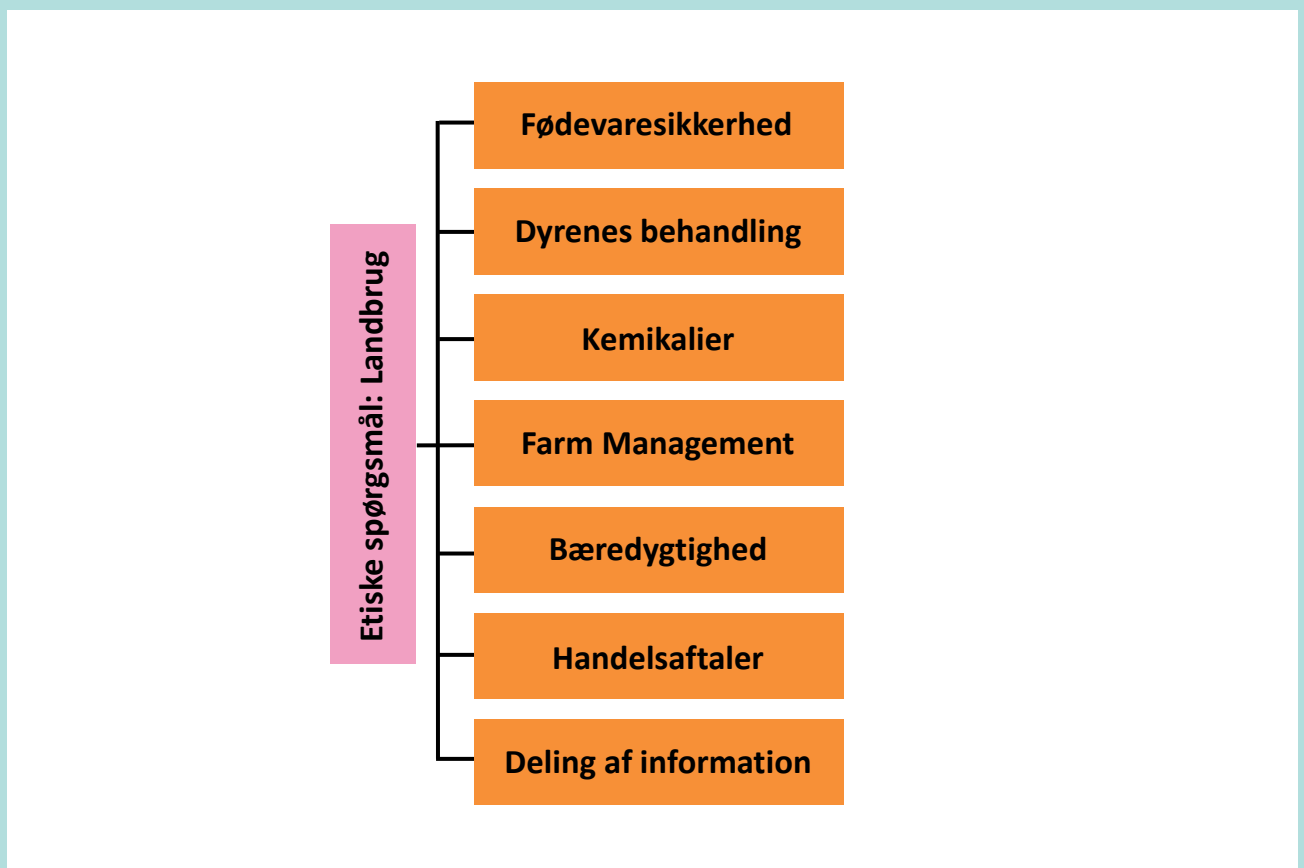 Etiske spørgsmål: Landbrug
Fødevaresikkerhed
Dyrenes behandling
Kemikalier
Farm Management
Bæredygtighed
Handelsaftaler
Deling af information